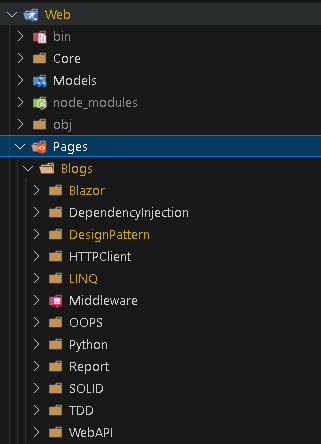 Web
bin
Core
Models
node_modules
obj
Pages
Blogs
Blazor
DependencyInjection
DesignPattern
HTTPClient
LINQ
Middleware
OOPS
Python
Report
SOLID
TDD
WebAPI